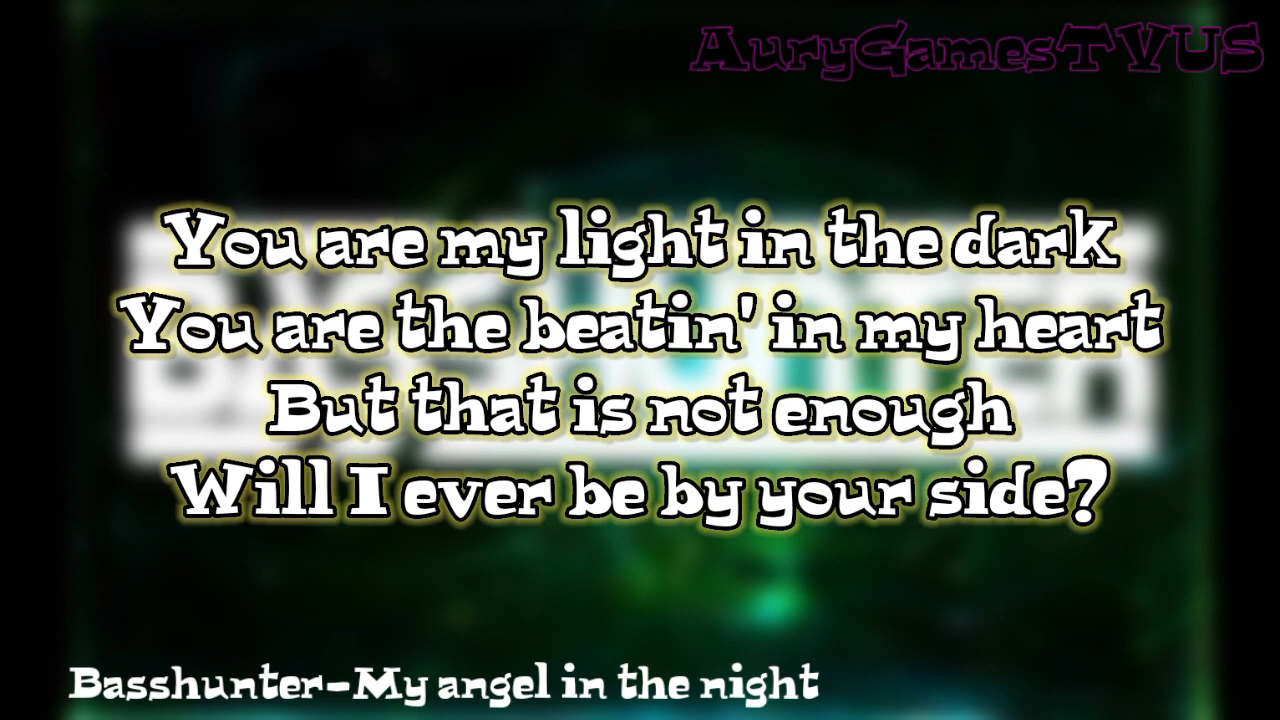 AuryGamesTVUS
You are my light in the dark
You are the beatin' in my heart
But that is not enough
Will I ever be by your side?
Basshunter-My angel in the night